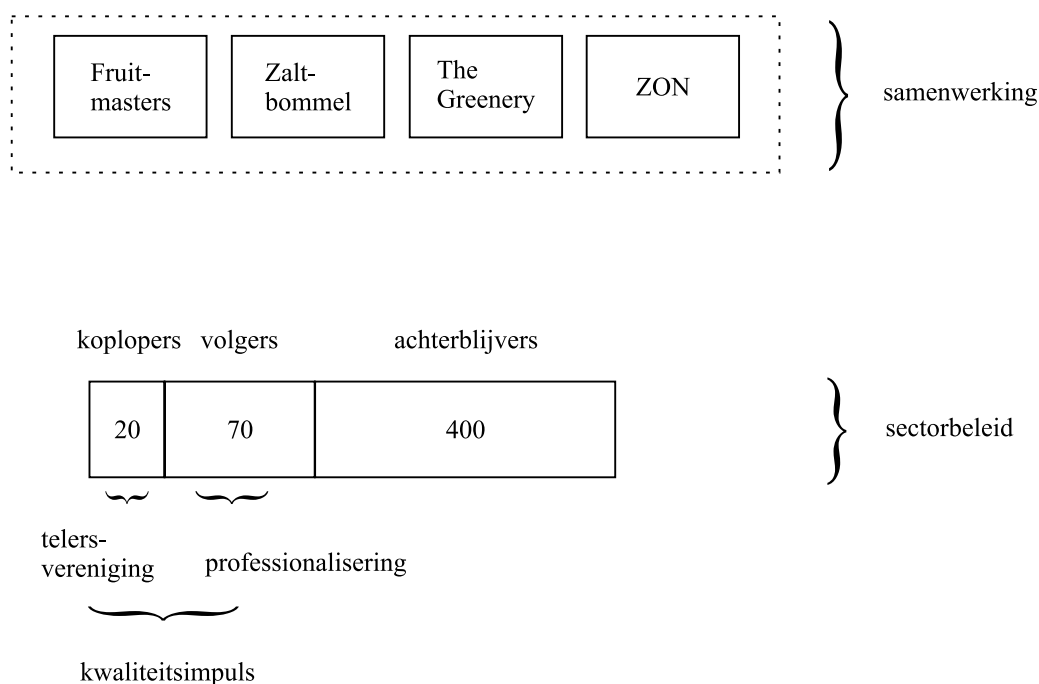 Fruit-
masters
Zalt-
bommel
The
Greenery
ZON
samenwerking
koplopers volgers achterblijvers
20 70 400
sectorbeleid
telers-
vereniging
professionalisering
kwaliteitsimpuls